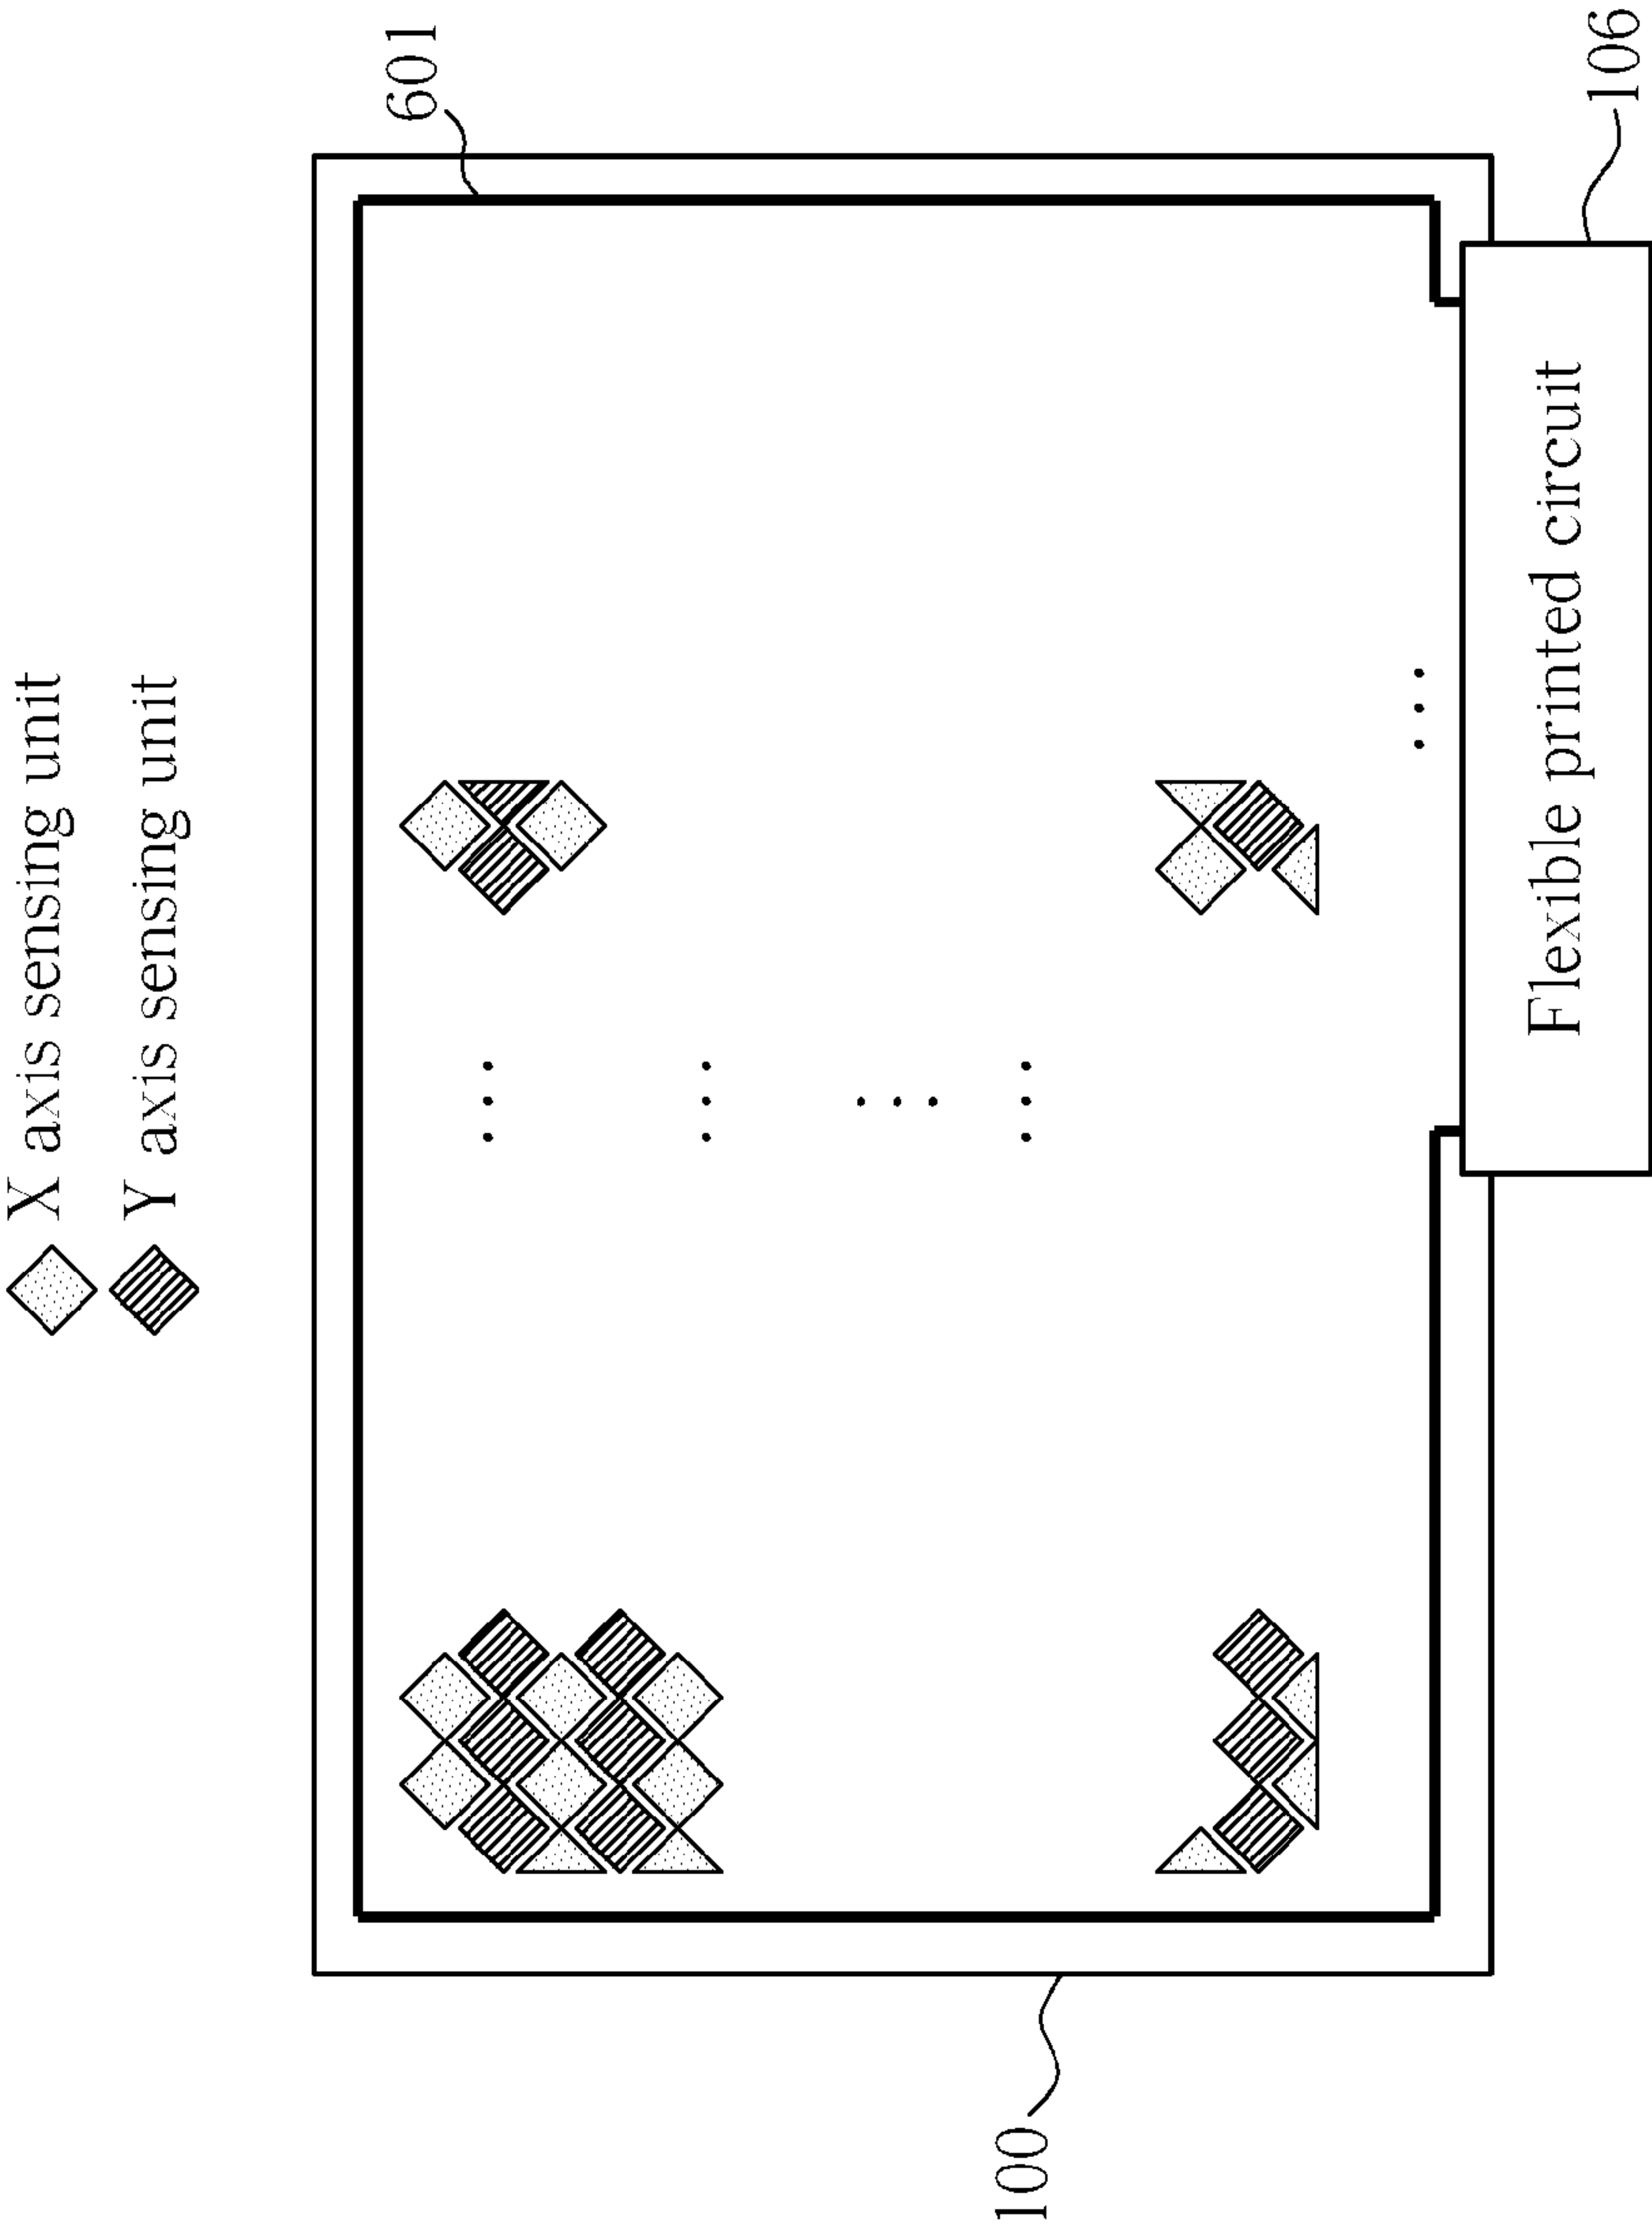 X axis sensing unit
Y axis sensing unit
601
100
Flexible printed circuit
106